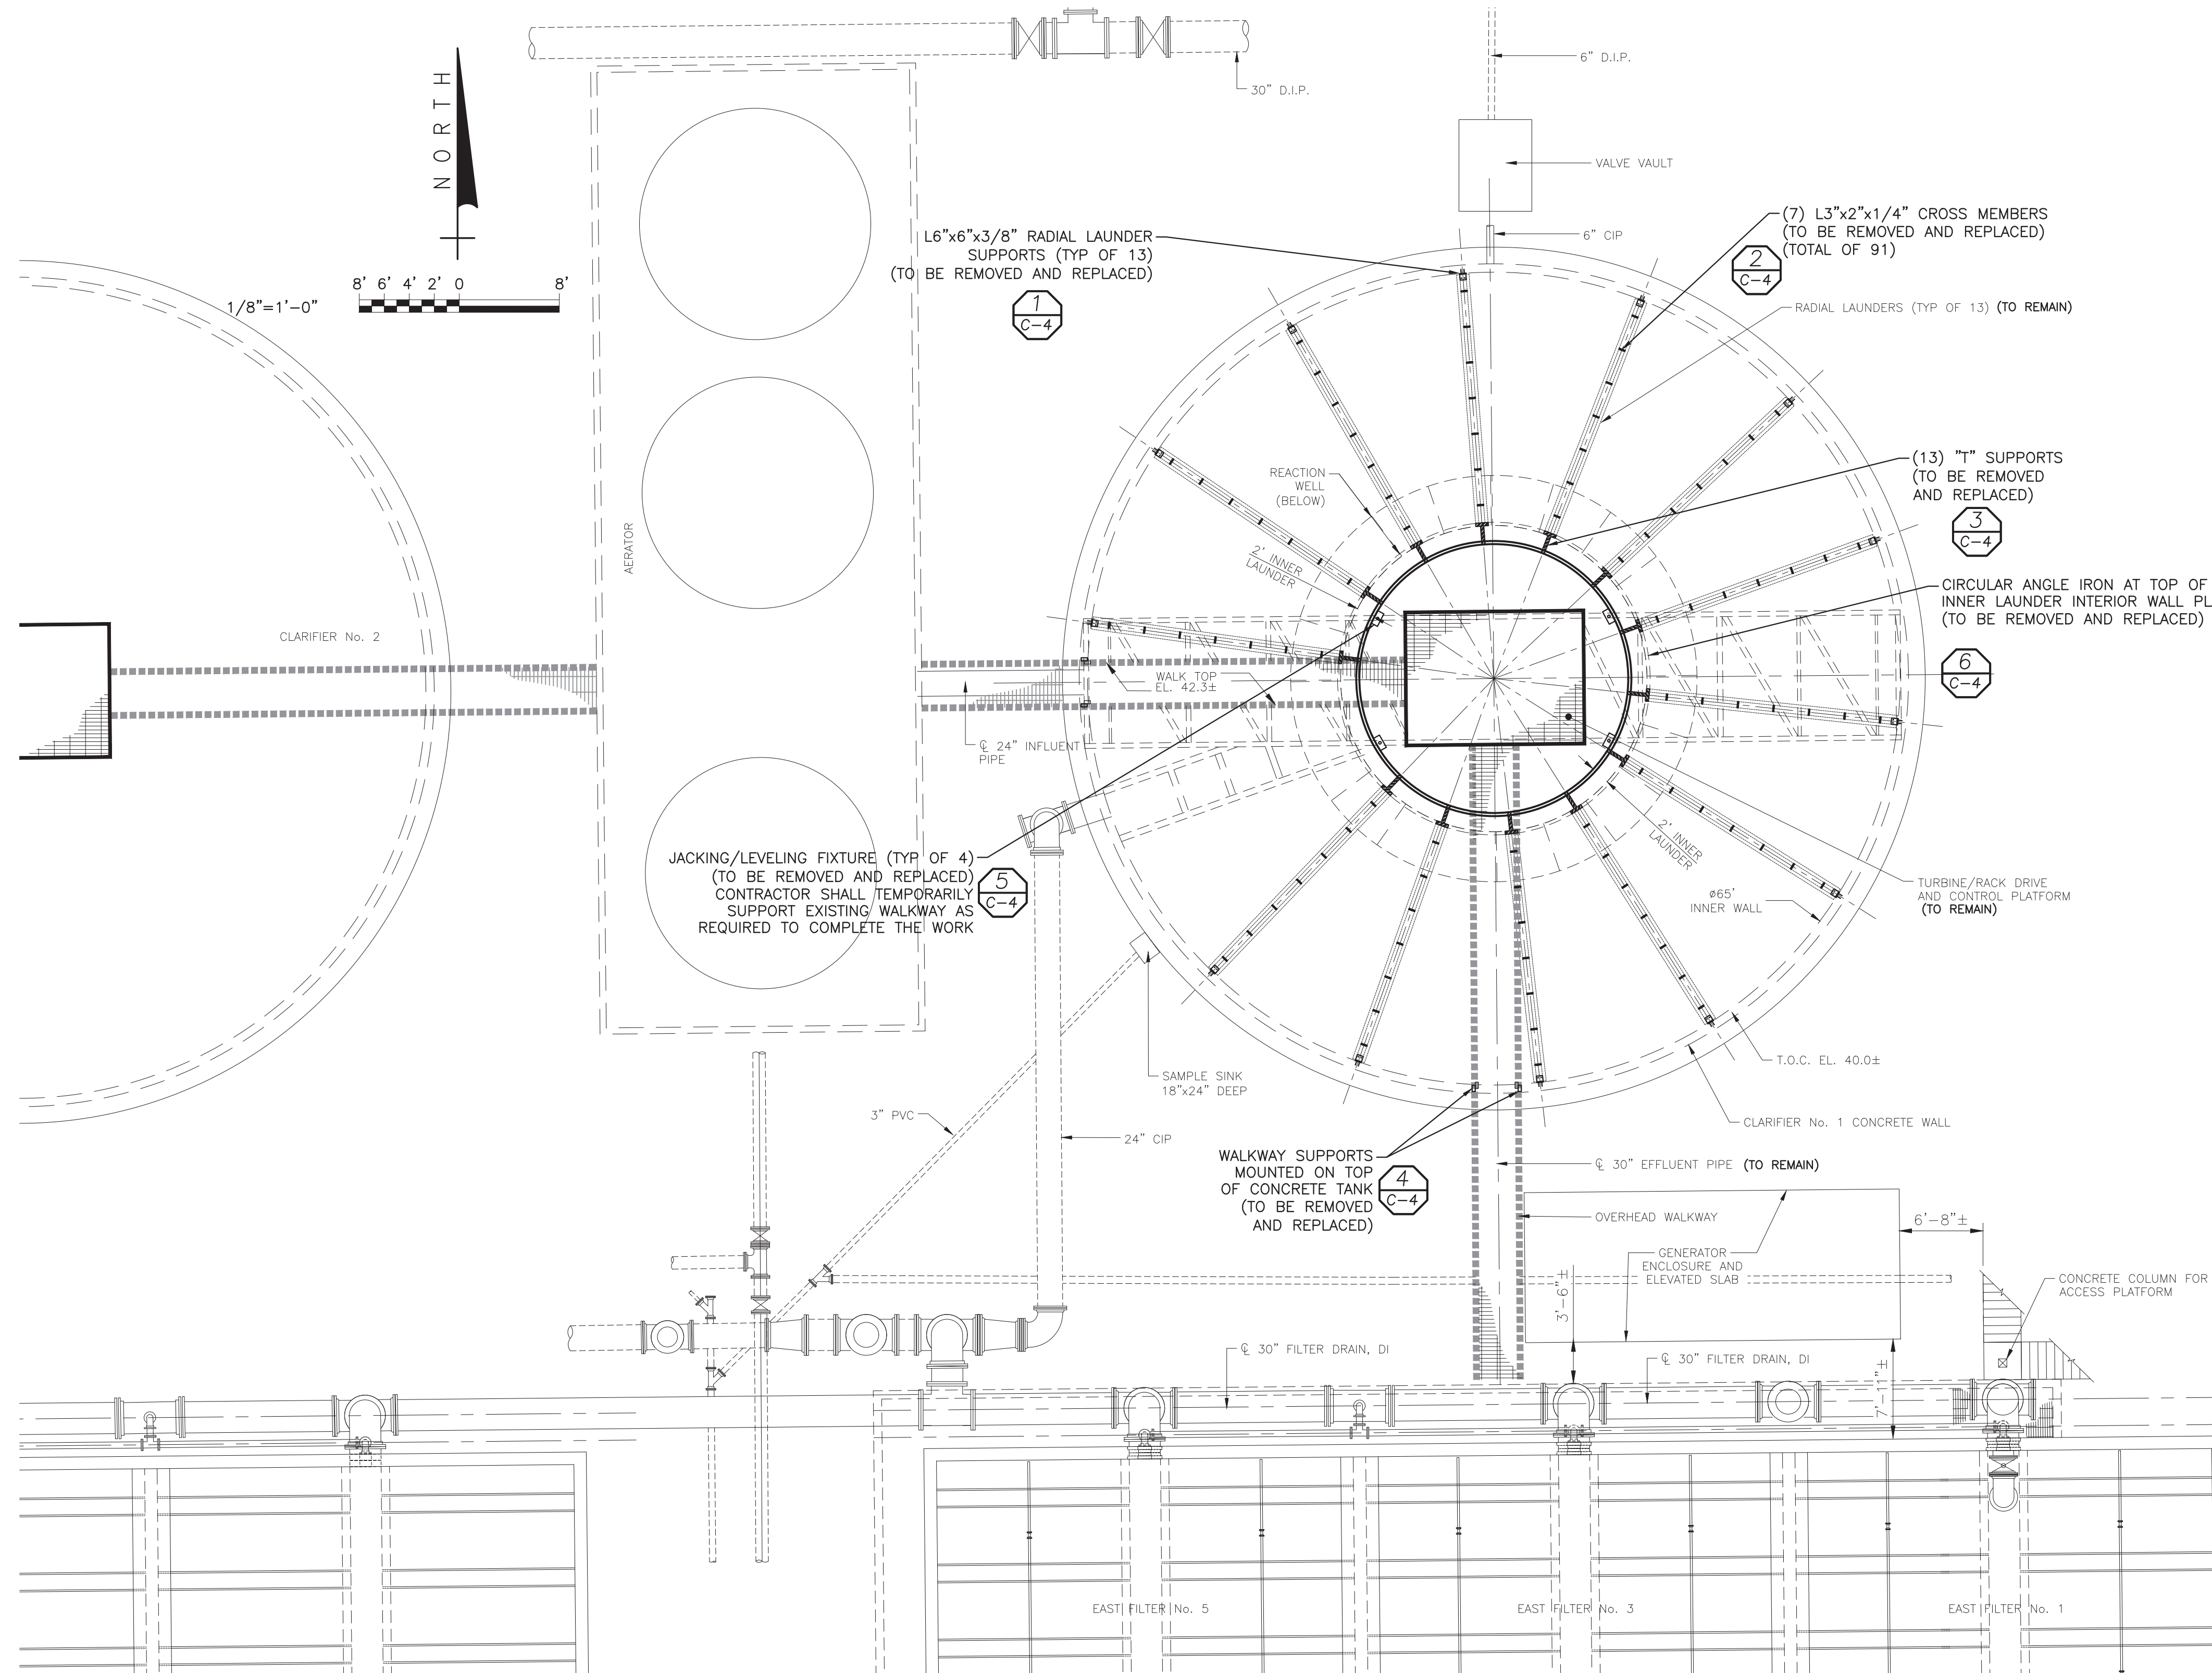 NORTH
8' 6' 4' 2' 0 8'
1/8"=1'-0"
30" D.I.P.
6" D.I.P.
VALVE VAULT
6" CIP
L6"x6"x3/8" RADIAL LAUNDER
SUPPORTS (TYP OF 13)
(TO BE REMOVED AND REPLACED)
1
C-4
(7) L3"x2"x1/4" CROSS MEMBERS
(TO BE REMOVED AND REPLACED)
(TOTAL OF 91)
2
C-4
RADIAL LAUNDERS (TYP OF 13) (TO REMAIN)
(13) "T" SUPPORTS
(TO BE REMOVED
AND REPLACED)
3
C-4
REACTION
WELL
(BELOW)
2' INNER
LAUNDER
AERATOR
CIRCULAR ANGLE IRON AT TOP OF
INNER LAUNDER INTERIOR WALL PL
(TO BE REMOVED AND REPLACED)
6
C-4
CLARIFIER No. 2
WALK TOP
EL. 42.3±
℄ 24" INFLUENT
PIPE
JACKING/LEVELING FIXTURE (TYP OF 4)
(TO BE REMOVED AND REPLACED)
CONTRACTOR SHALL TEMPORARILY
SUPPORT EXISTING WALKWAY AS
REQUIRED TO COMPLETE THE WORK
5
C-4
2' INNER
LAUNDER
ø65'
INNER WALL
TURBINE/RACK DRIVE
AND CONTROL PLATFORM
(TO REMAIN)
T.O.C. EL. 40.0±
SAMPLE SINK
18"x24" DEEP
3" PVC
24" CIP
CLARIFIER No. 1 CONCRETE WALL
WALKWAY SUPPORTS
MOUNTED ON TOP
OF CONCRETE TANK
(TO BE REMOVED
AND REPLACED)
4
C-4
℄ 30" EFFLUENT PIPE (TO REMAIN)
OVERHEAD WALKWAY
6'-8"±
GENERATOR
ENCLOSURE AND
ELEVATED SLAB
3'-6"±
CONCRETE COLUMN FOR
ACCESS PLATFORM
℄ 30" FILTER DRAIN, DI
℄ 30" FILTER DRAIN, DI
7'-11"±
EAST FILTER No. 5
EAST FILTER No. 3
EAST FILTER No. 1